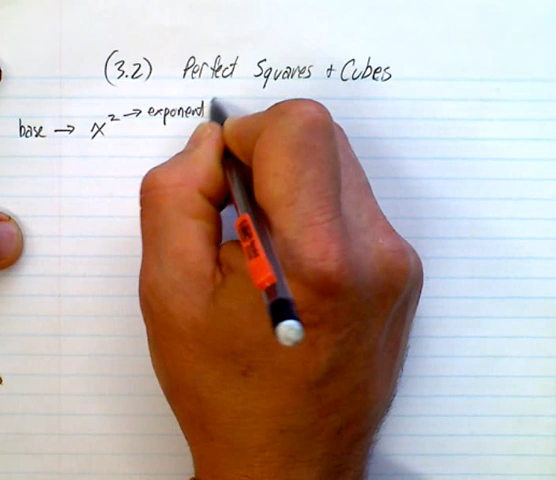 (3.2) Perfect Squares + Cubes
base → x² → exponent